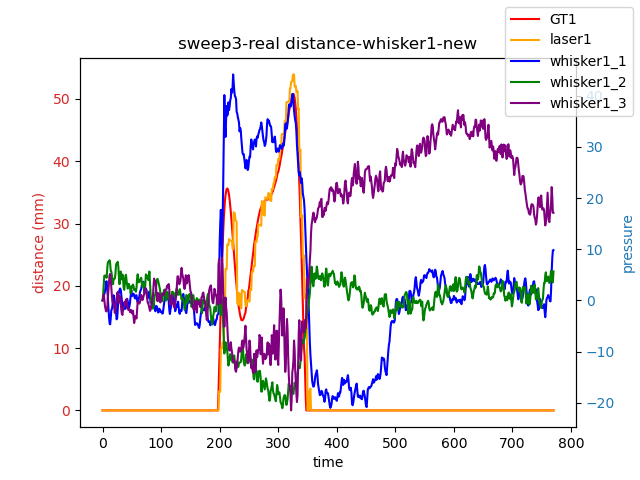 sweep3-real distance-whisker1-new
GT1
laser1
whisker1_1
whisker1_2
whisker1_3
distance (mm)
50
40
30
20
10
0
40
30
20
10
0
−10
−20
pressure
0 100 200 300 400 500 600 700 800
time